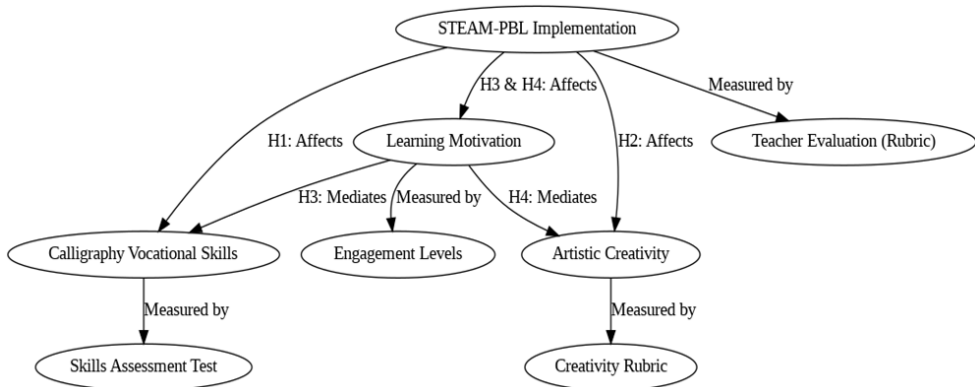 STEAM-PBL Implementation
H3 & H4: Affects
Measured by
H1: Affects
Learning Motivation
H2: Affects
Teacher Evaluation (Rubric)
H3: Mediates
Measured by
H4: Mediates
Calligraphy Vocational Skills
Engagement Levels
Artistic Creativity
Measured by
Measured by
Skills Assessment Test
Creativity Rubric